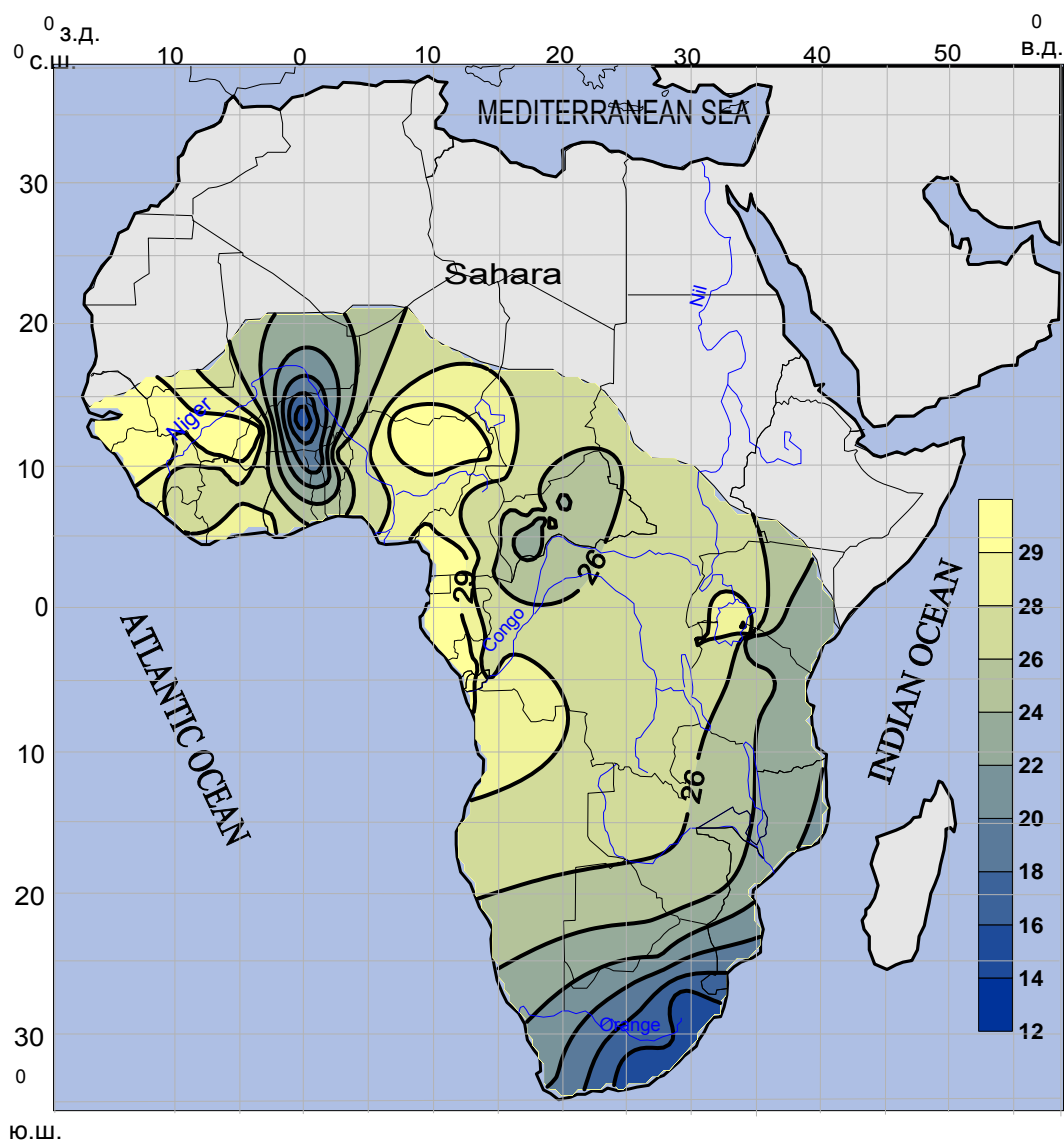 0 з.д.
0 с.ш.
10 0 10 20 30 40 50
0
в.д.
MEDITERRANEAN SEA
30
Sahara
Nil
20
Niger
10
29
26
29
28
0
Congo
26
ATLANTIC OCEAN
INDIAN OCEAN
24
22
10
26
20
18
20
16
14
Orange
30
12
0
ю.ш.